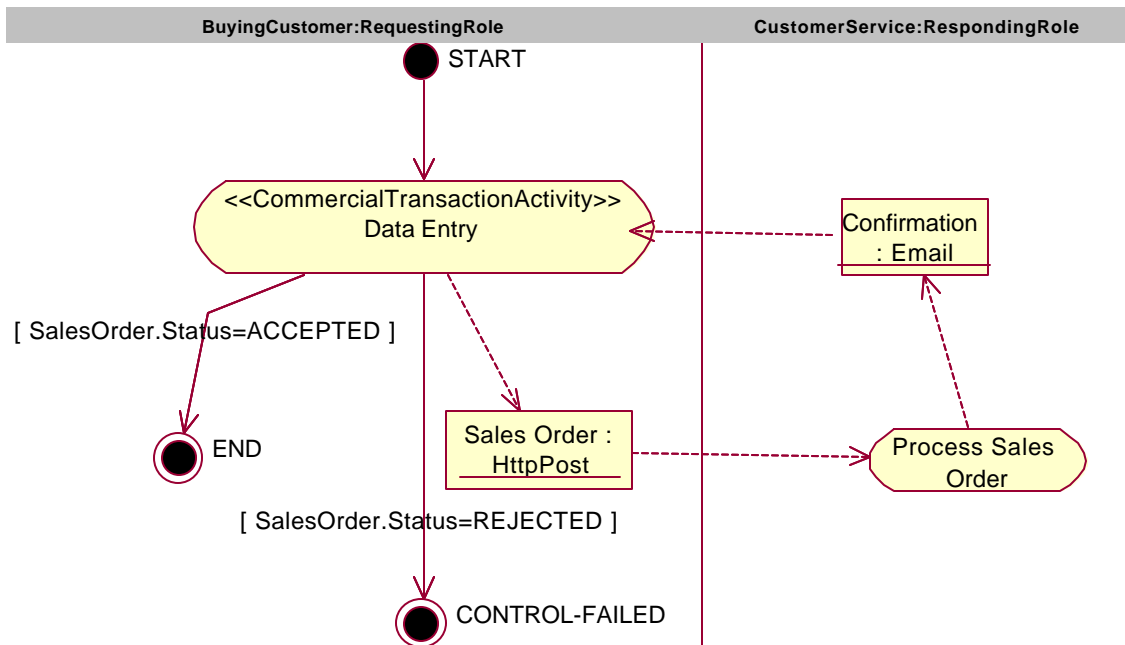 BuyingCustomer:RequestingRole
CustomerService:RespondingRole
START
<<CommercialTransactionActivity>>
Data Entry
Confirmation
: Email
[ SalesOrder.Status=ACCEPTED ]
END
Sales Order :
HttpPost
Process Sales
Order
[ SalesOrder.Status=REJECTED ]
CONTROL-FAILED